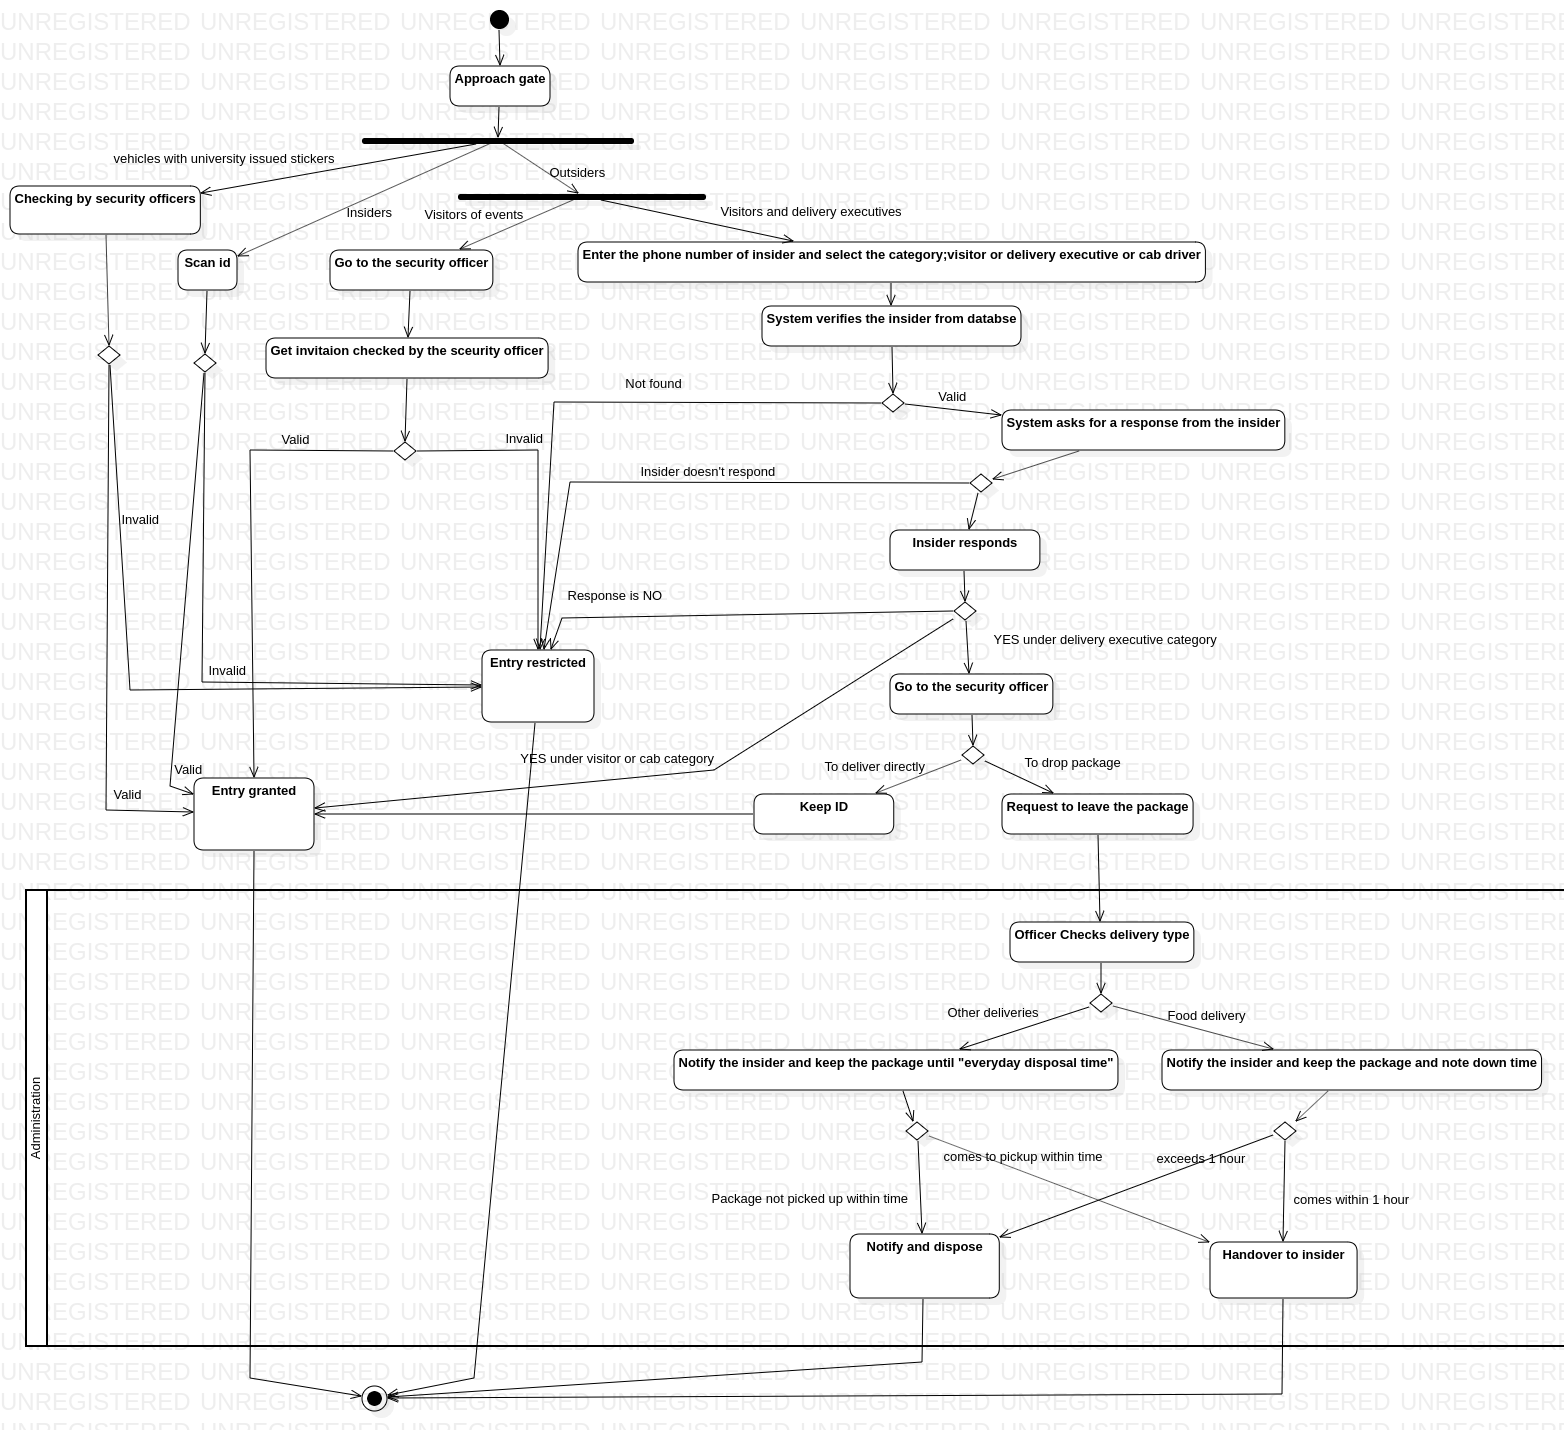 Approach gate
vehicles with university issued stickers
Outsiders
Checking by security officers
Insiders
Visitors of events
Visitors and delivery executives
Scan id
Go to the security officer
Enter the phone number of insider and select the category;visitor or delivery executive or cab driver
System verifies the insider from databse
Get invitaion checked by the sceurity officer
Not found
Valid
System asks for a response from the insider
Valid
Invalid
Insider doesn't respond
Invalid
Insider responds
Response is NO
YES under delivery executive category
Entry restricted
Invalid
Go to the security officer
YES under visitor or cab category
To deliver directly
To drop package
Valid
Valid
Entry granted
Keep ID
Request to leave the package
Administration
Officer Checks delivery type
Other deliveries
Food delivery
Notify the insider and keep the package until "everyday disposal time"
Notify the insider and keep the package and note down time
comes to pickup within time
exceeds 1 hour
Package not picked up within time
comes within 1 hour
Notify and dispose
Handover to insider
UNREGISTERED